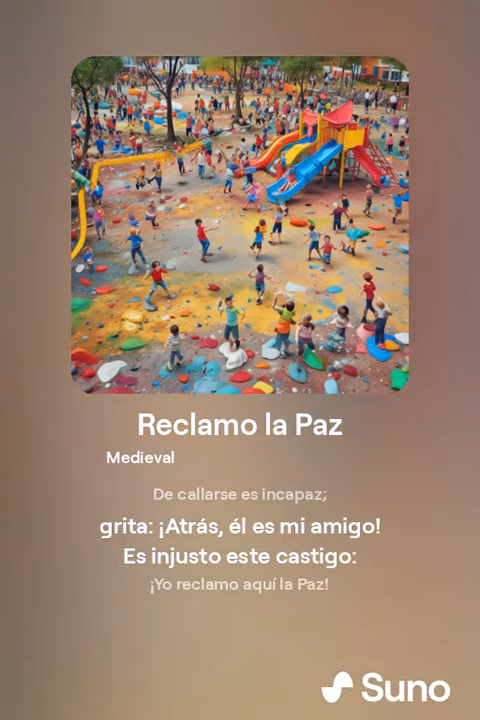 Reclamo la Paz
Medieval
De callarse es incapaz;
grita: ¡Atrás, él es mi amigo!
Es injusto este castigo:
¡Yo reclamo aquí la Paz!
Suno